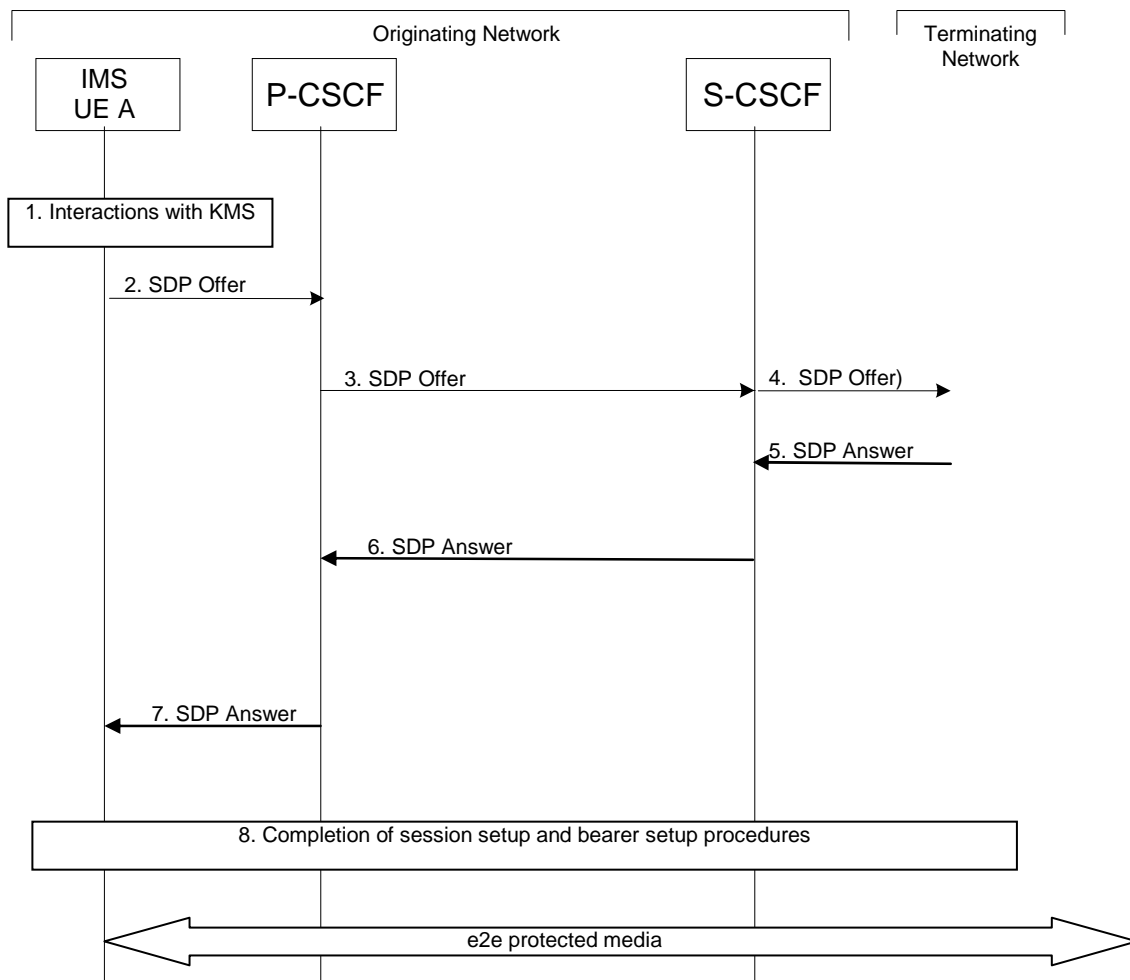 Originating Network
Terminating
Network
IMS
UE A
P-CSCF
S-CSCF
1. Interactions with KMS
2. SDP Offer
3. SDP Offer
4. SDP Offer)
5. SDP Answer
6. SDP Answer
7. SDP Answer
8. Completion of session setup and bearer setup procedures
e2e protected media